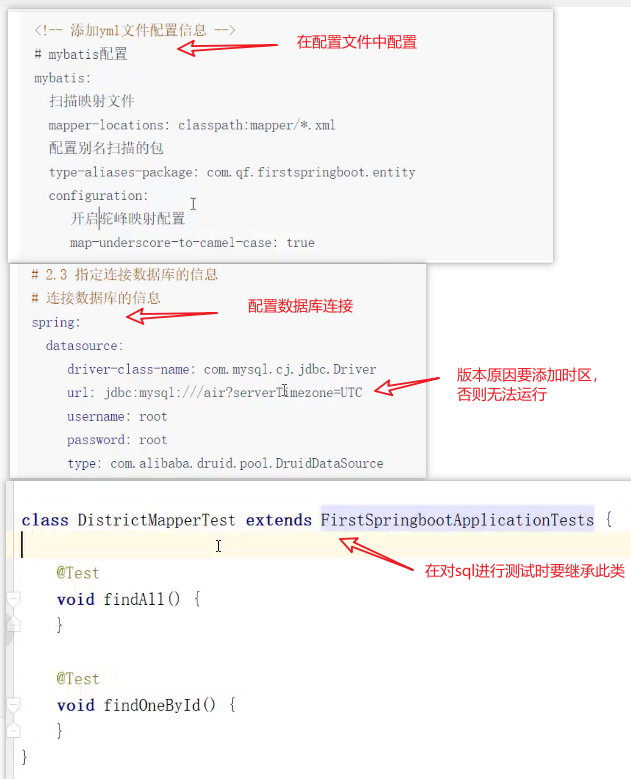 <!-- 添加yml文件配置信息 -->
在配置文件中配置
# mybatis配置
mybatis:
扫描映射文件
mapper-locations: classpath:mapper/*.xml
配置别名扫描的包
type-aliases-package: com.qf.firstspringboot.entity
configuration:
开启驼峰映射配置
map-underscore-to-camel-case: true
# 2.3 指定连接数据库的信息
# 连接数据库的信息
配置数据库连接
spring:
datasource:
driver-class-name: com.mysql.cj.jdbc.Driver
url: jdbc:mysql:///air?serverTimezone=UTC
版本原因要添加时区，
否则无法运行
username: root
password: root
type: com.alibaba.druid.pool.DruidDataSource
class DistrictMapperTest extends FirstSpringbootApplicationTests {
在对sql进行测试时要继承此类
@Test
void findAll() {
}
@Test
void findOneById() {
}
}